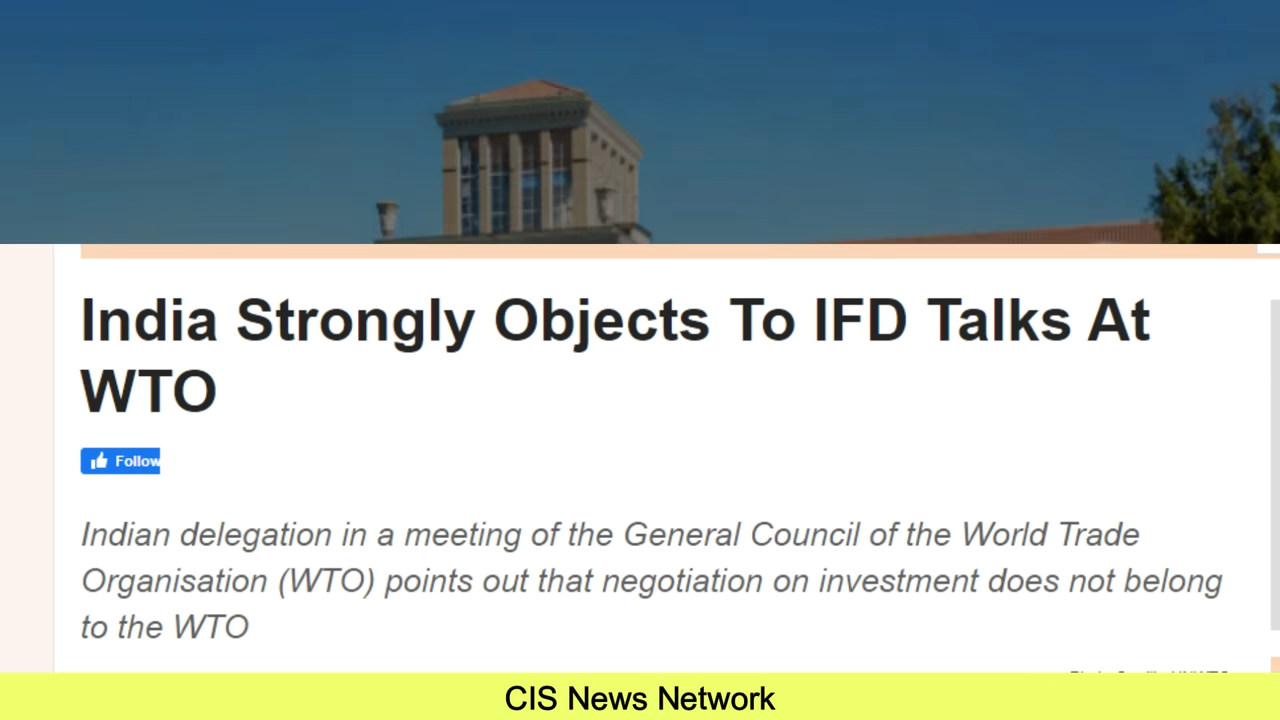 India Strongly Objects To IFD Talks At
WTO
Follow
Indian delegation in a meeting of the General Council of the World Trade
Organisation (WTO) points out that negotiation on investment does not belong
to the WTO
CIS News Network